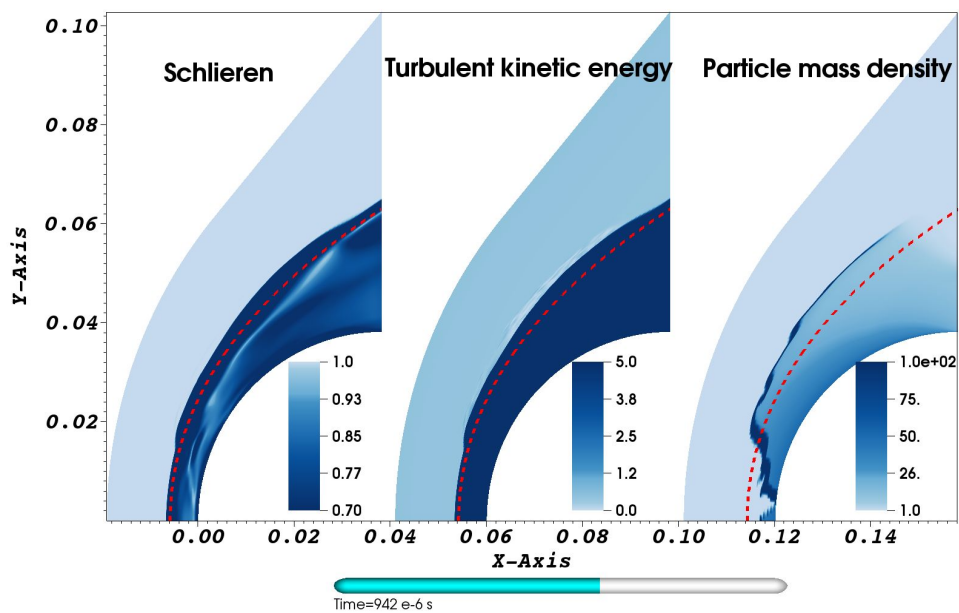 0.10
0.08
0.06
0.04
0.02
Y-Axis
Schlieren
Turbulent kinetic energy
Particle mass density
1.0
0.93
0.85
0.77
0.70
5.0
3.8
2.5
1.2
0.0
1.0e+02
75.
50.
26.
1.0
0.00 0.02 0.04 0.06 0.08 0.10 0.12 0.14
X-Axis
Time=942 e-6 s